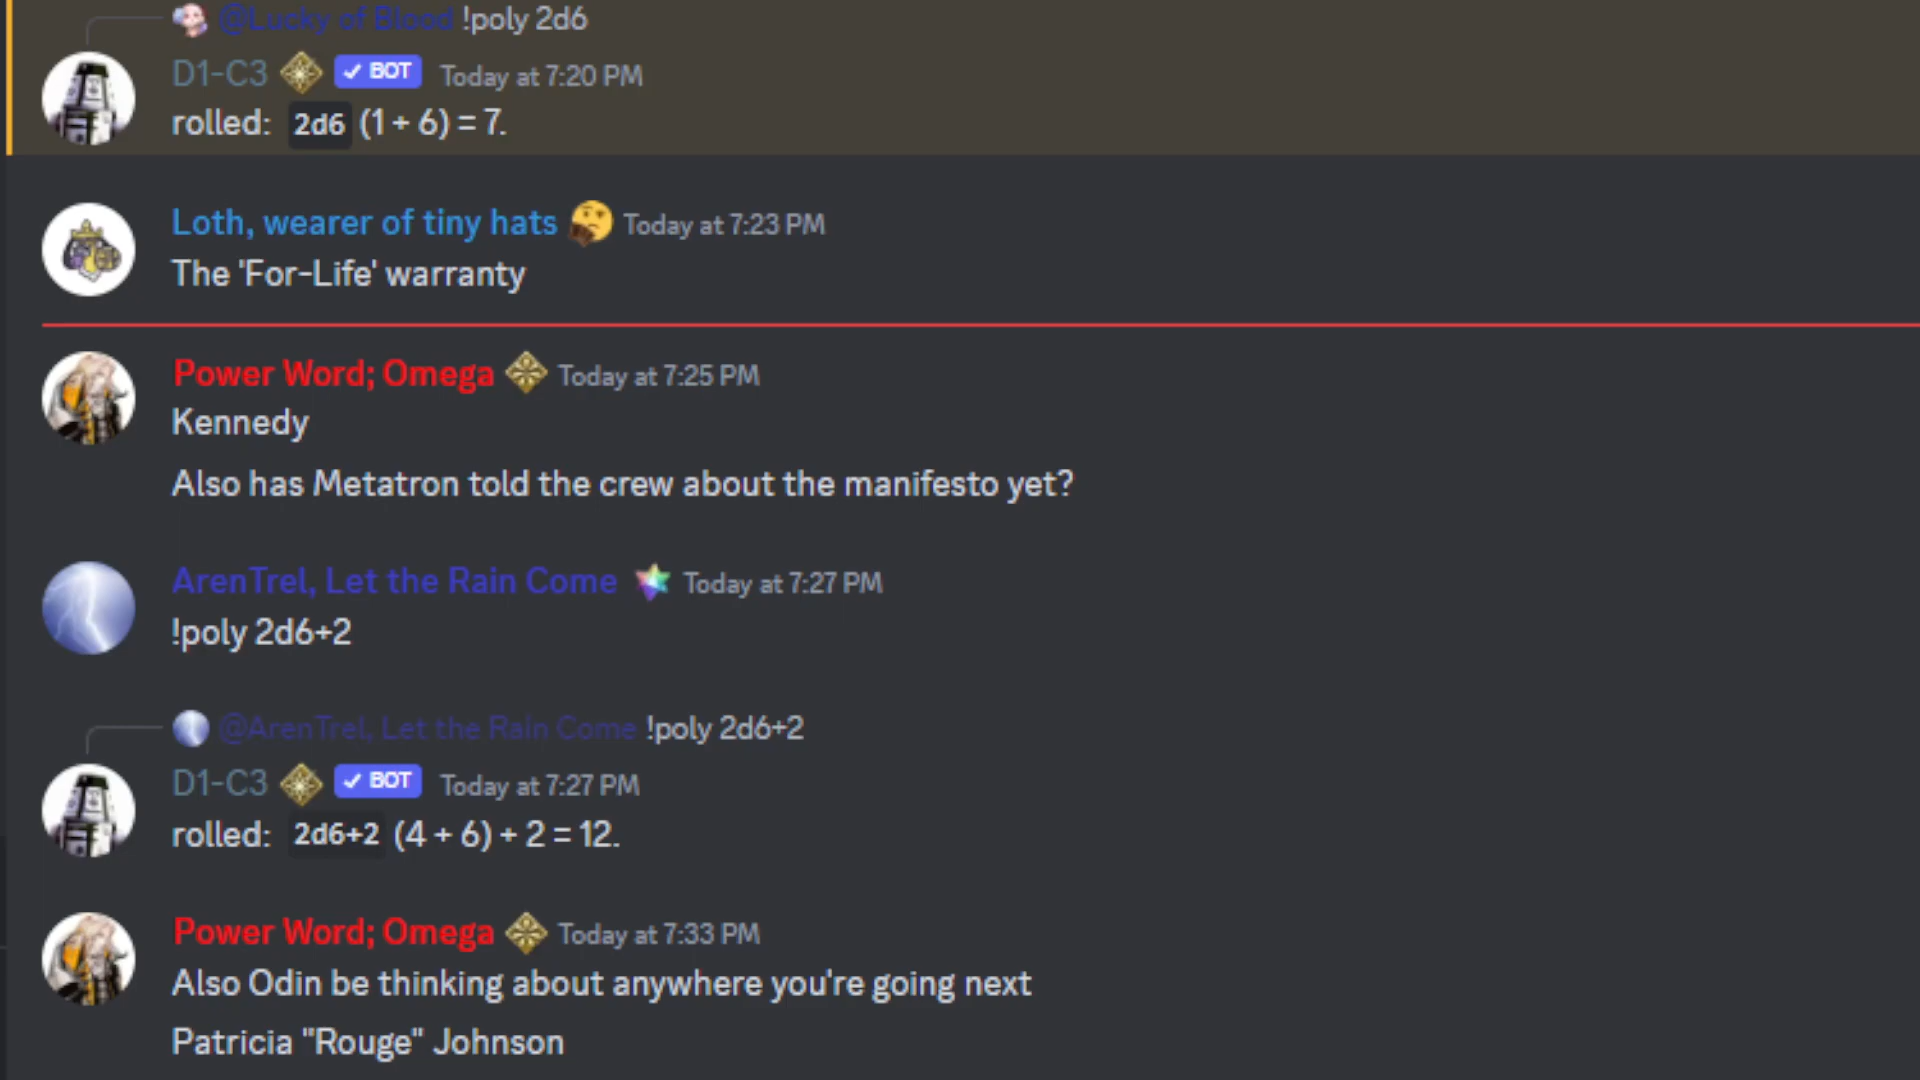 @Lucky of Blood !poly 2d6
D1-C3 BOT Today at 7:20 PM
rolled: 2d6 (1 + 6) = 7.
Loth, wearer of tiny hats Today at 7:23 PM
The 'For-Life' warranty
Power Word; Omega Today at 7:25 PM
Kennedy
Also has Metatron told the crew about the manifesto yet?
ArenTrel, Let the Rain Come Today at 7:27 PM
!poly 2d6+2
@ArenTrel, Let the Rain Come !poly 2d6+2
D1-C3 BOT Today at 7:27 PM
rolled: 2d6+2 (4 + 6) + 2 = 12.
Power Word; Omega Today at 7:33 PM
Also Odin be thinking about anywhere you're going next
Patricia "Rouge" Johnson